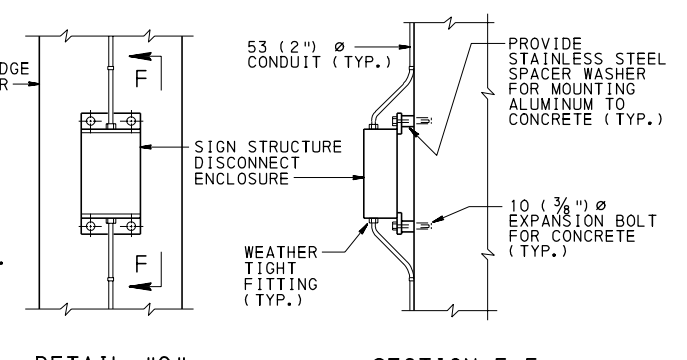 F
F
SIGN STRUCTURE
DISCONNECT
ENCLOSURE
53 (2") Ø
CONDUIT (TYP.)
PROVIDE
STAINLESS STEEL
SPACER WASHER
FOR MOUNTING
ALUMINUM TO
CONCRETE (TYP.)
10 (3/8") Ø
EXPANSION BOLT
FOR CONCRETE
(TYP.)
WEATHER
TIGHT
FITTING
(TYP.)